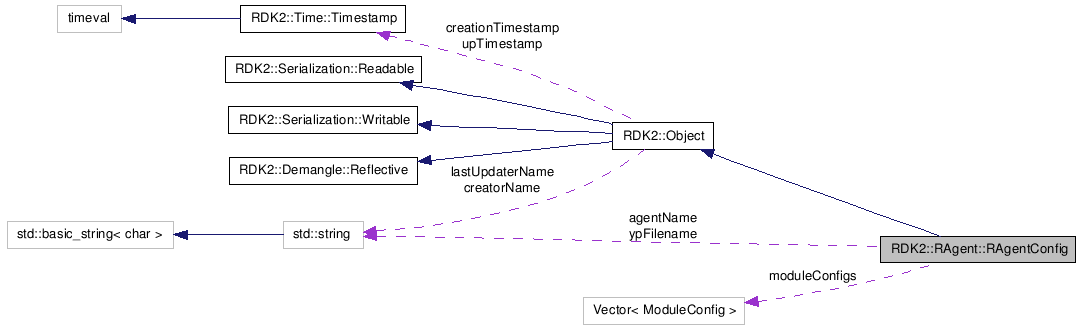 timeval
RDK2::Time::Timestamp
creationTimestamp
upTimestamp
RDK2::Serialization::Readable
RDK2::Serialization::Writable
RDK2::Object
RDK2::Demangle::Reflective
lastUpdaterName
creatorName
std::basic_string< char >
std::string
agentName
ypFilename
RDK2::RAgent::RAgentConfig
moduleConfigs
Vector< ModuleConfig >